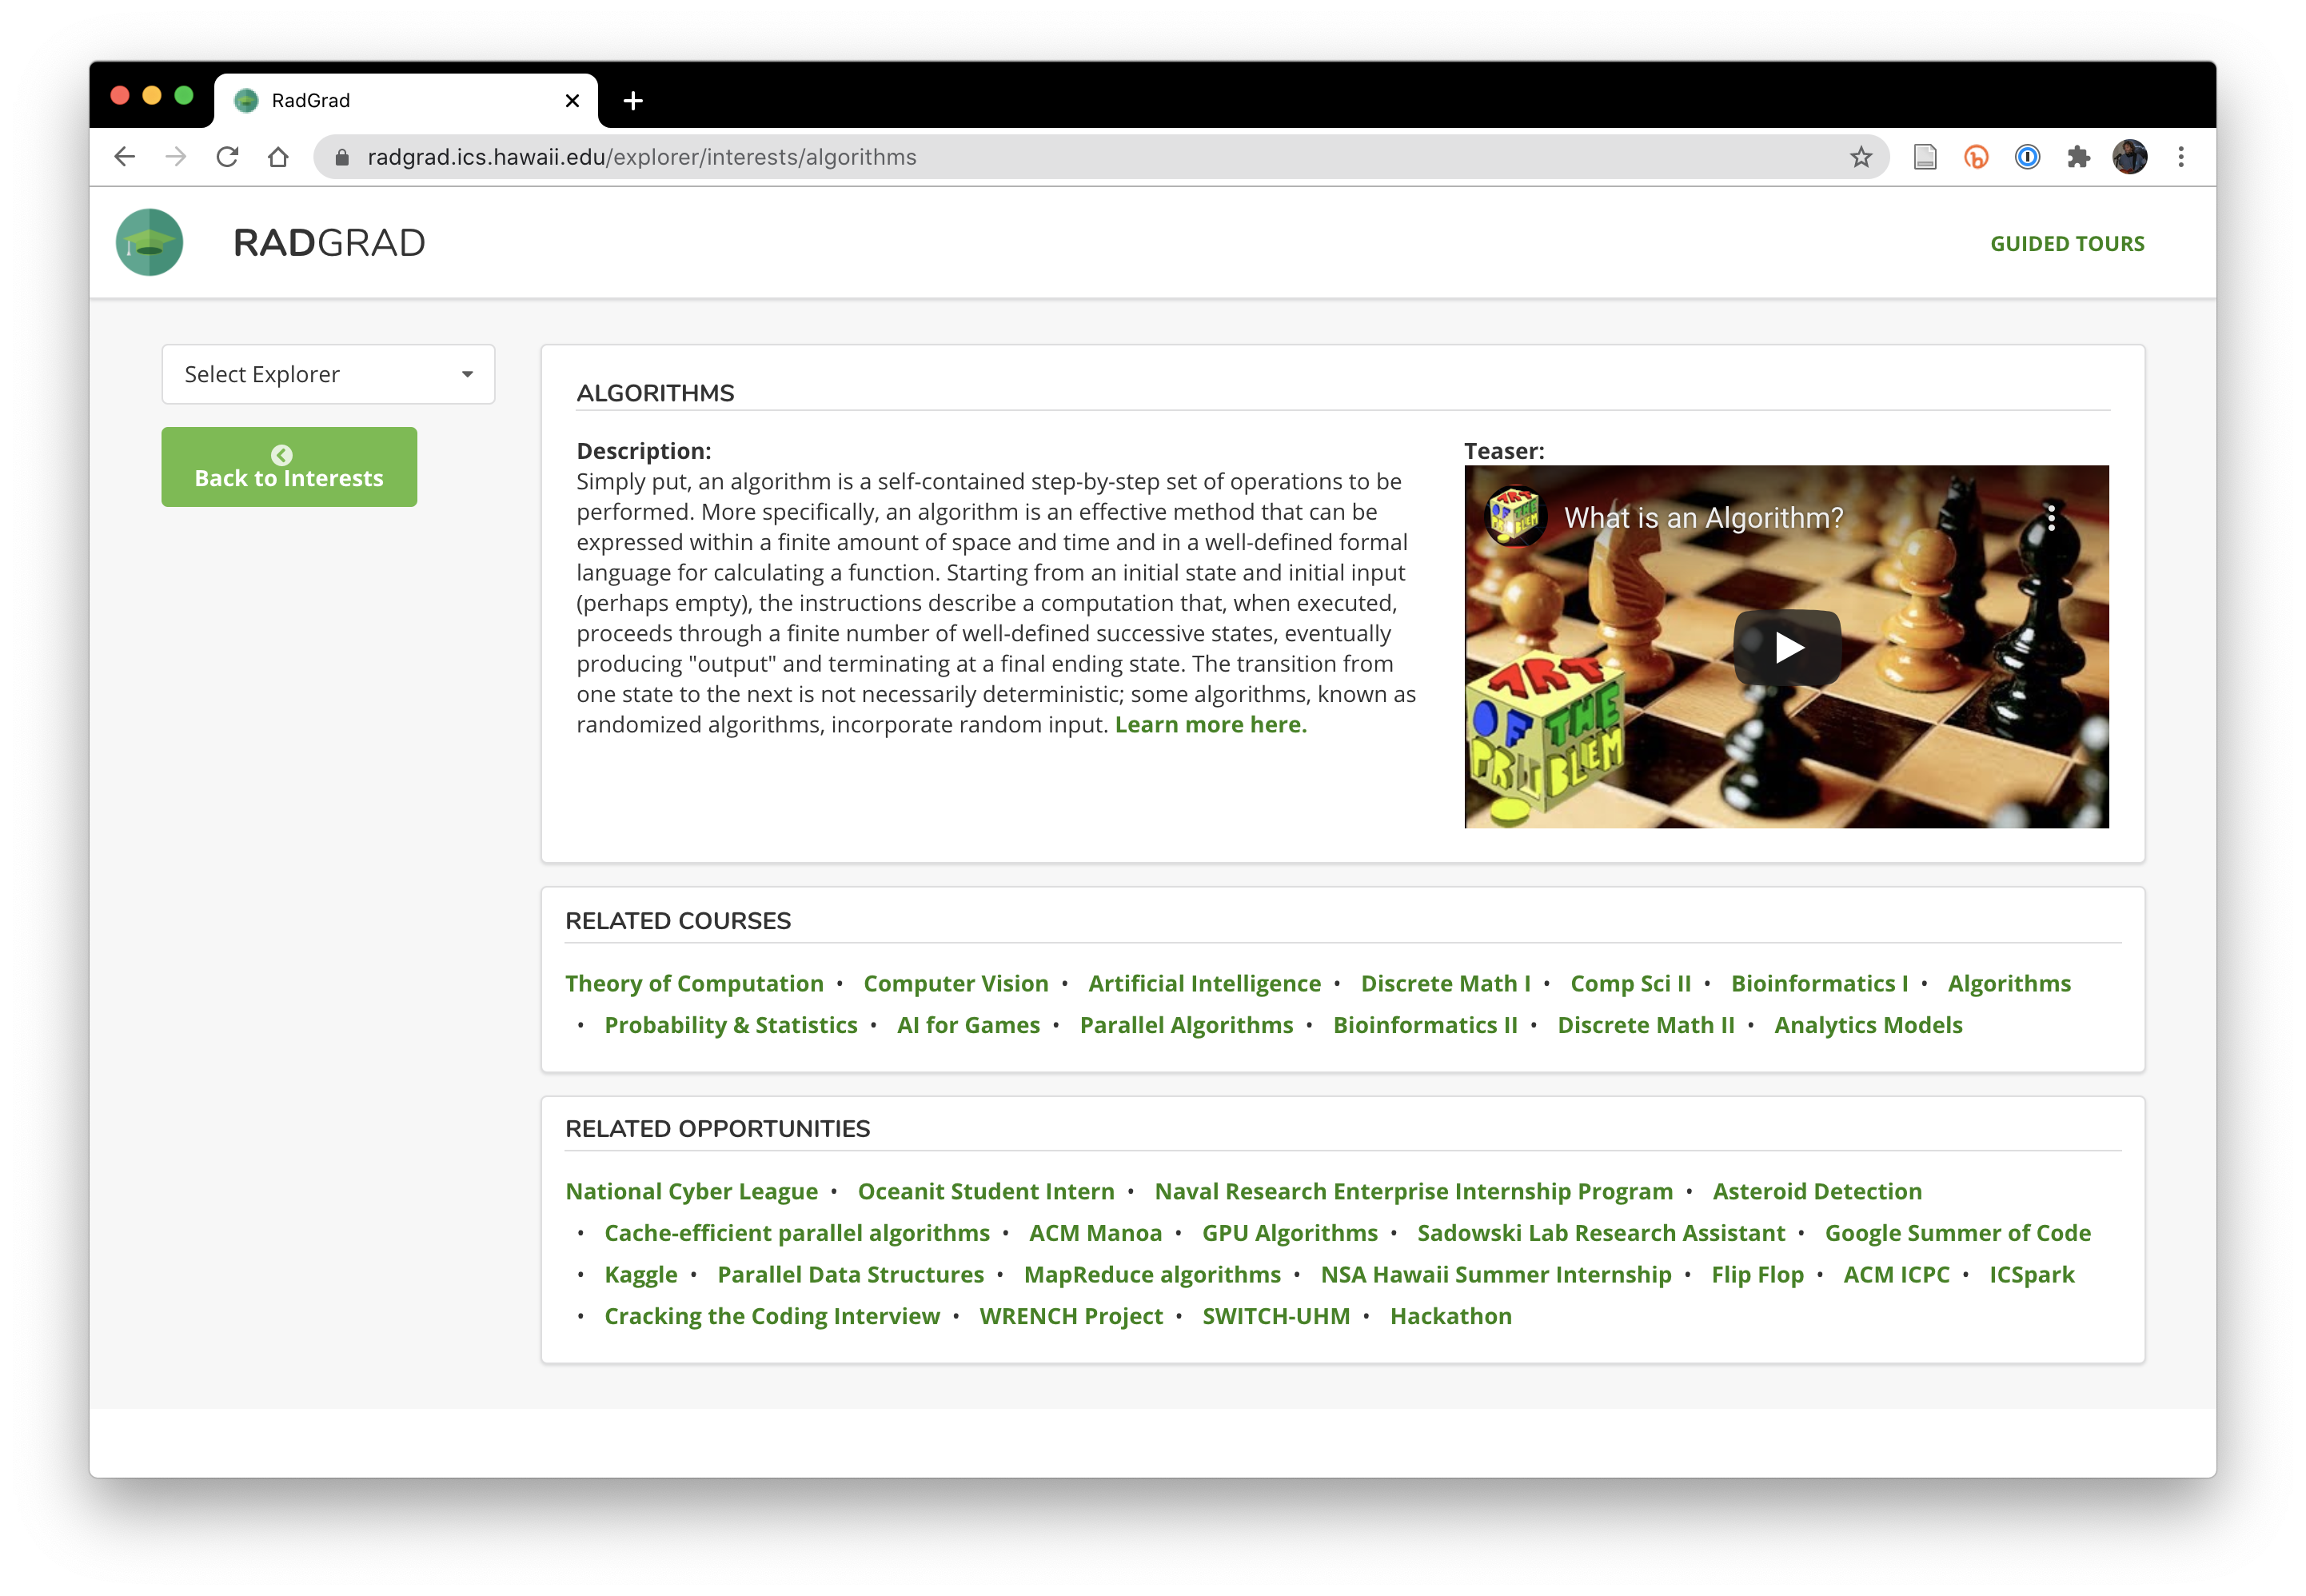 RadGrad
radgrad.ics.hawaii.edu/explorer/interests/algorithms
RADGRAD
GUIDED TOURS
Select Explorer
Back to Interests
ALGORITHMS
Description:
Simply put, an algorithm is a self-contained step-by-step set of operations to be
performed. More specifically, an algorithm is an effective method that can be
expressed within a finite amount of space and time and in a well-defined formal
language for calculating a function. Starting from an initial state and initial input
(perhaps empty), the instructions describe a computation that, when executed,
proceeds through a finite number of well-defined successive states, eventually
producing "output" and terminating at a final ending state. The transition from
one state to the next is not necessarily deterministic; some algorithms, known as
randomized algorithms, incorporate random input. Learn more here.
Teaser:
ART
OF THE
PROBLEM
What is an Algorithm?
ART
OF THE
PROBLEM
RELATED COURSES
Theory of Computation • Computer Vision • Artificial Intelligence • Discrete Math I • Comp Sci II • Bioinformatics I • Algorithms
• Probability & Statistics • AI for Games • Parallel Algorithms • Bioinformatics II • Discrete Math II • Analytics Models
RELATED OPPORTUNITIES
National Cyber League • Oceanit Student Intern • Naval Research Enterprise Internship Program • Asteroid Detection
• Cache-efficient parallel algorithms • ACM Manoa • GPU Algorithms • Sadowski Lab Research Assistant • Google Summer of Code
• Kaggle • Parallel Data Structures • MapReduce algorithms • NSA Hawaii Summer Internship • Flip Flop • ACM ICPC • ICSpark
• Cracking the Coding Interview • WRENCH Project • SWITCH-UHM • Hackathon